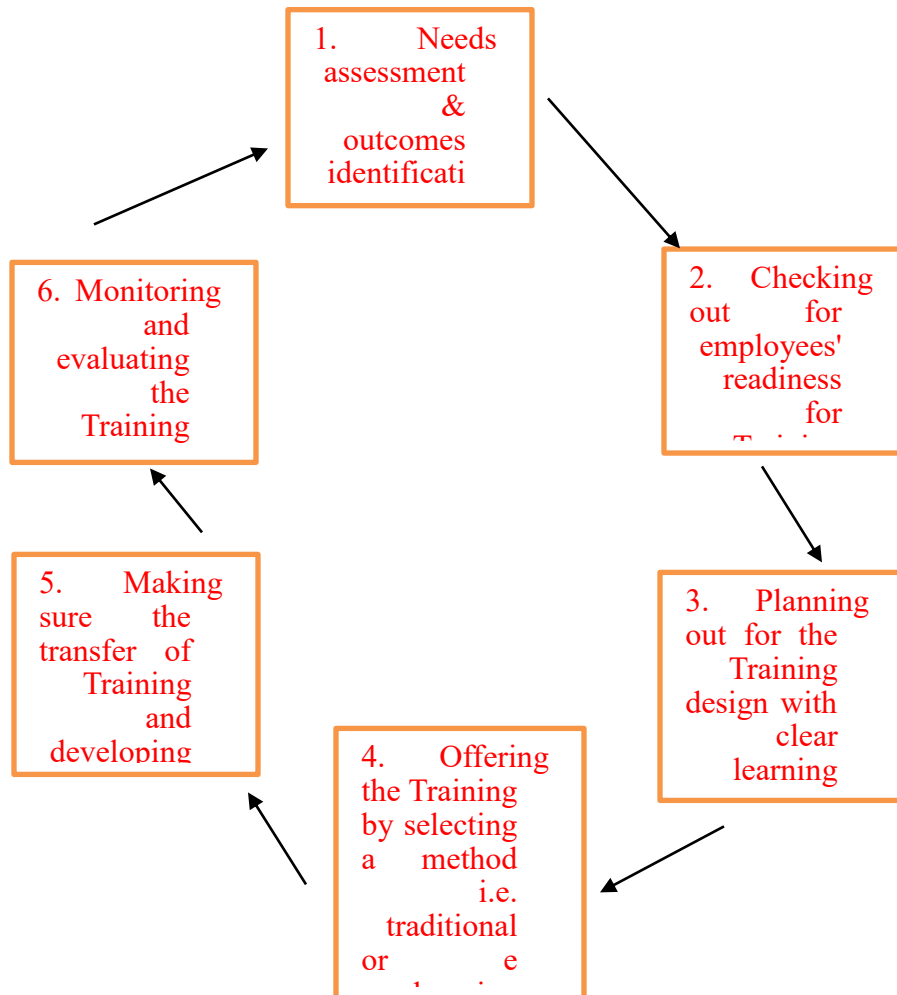 1. Needs
assessment
&
outcomes
identificati
2. Checking
out for
employees'
readiness
for
3. Planning
out for the
Training
design with
clear
learning
4. Offering
the Training
by selecting
a method
i.e.
traditional
or e
5. Making
sure the
transfer of
Training
and
developing
6. Monitoring
and
evaluating
the
Training